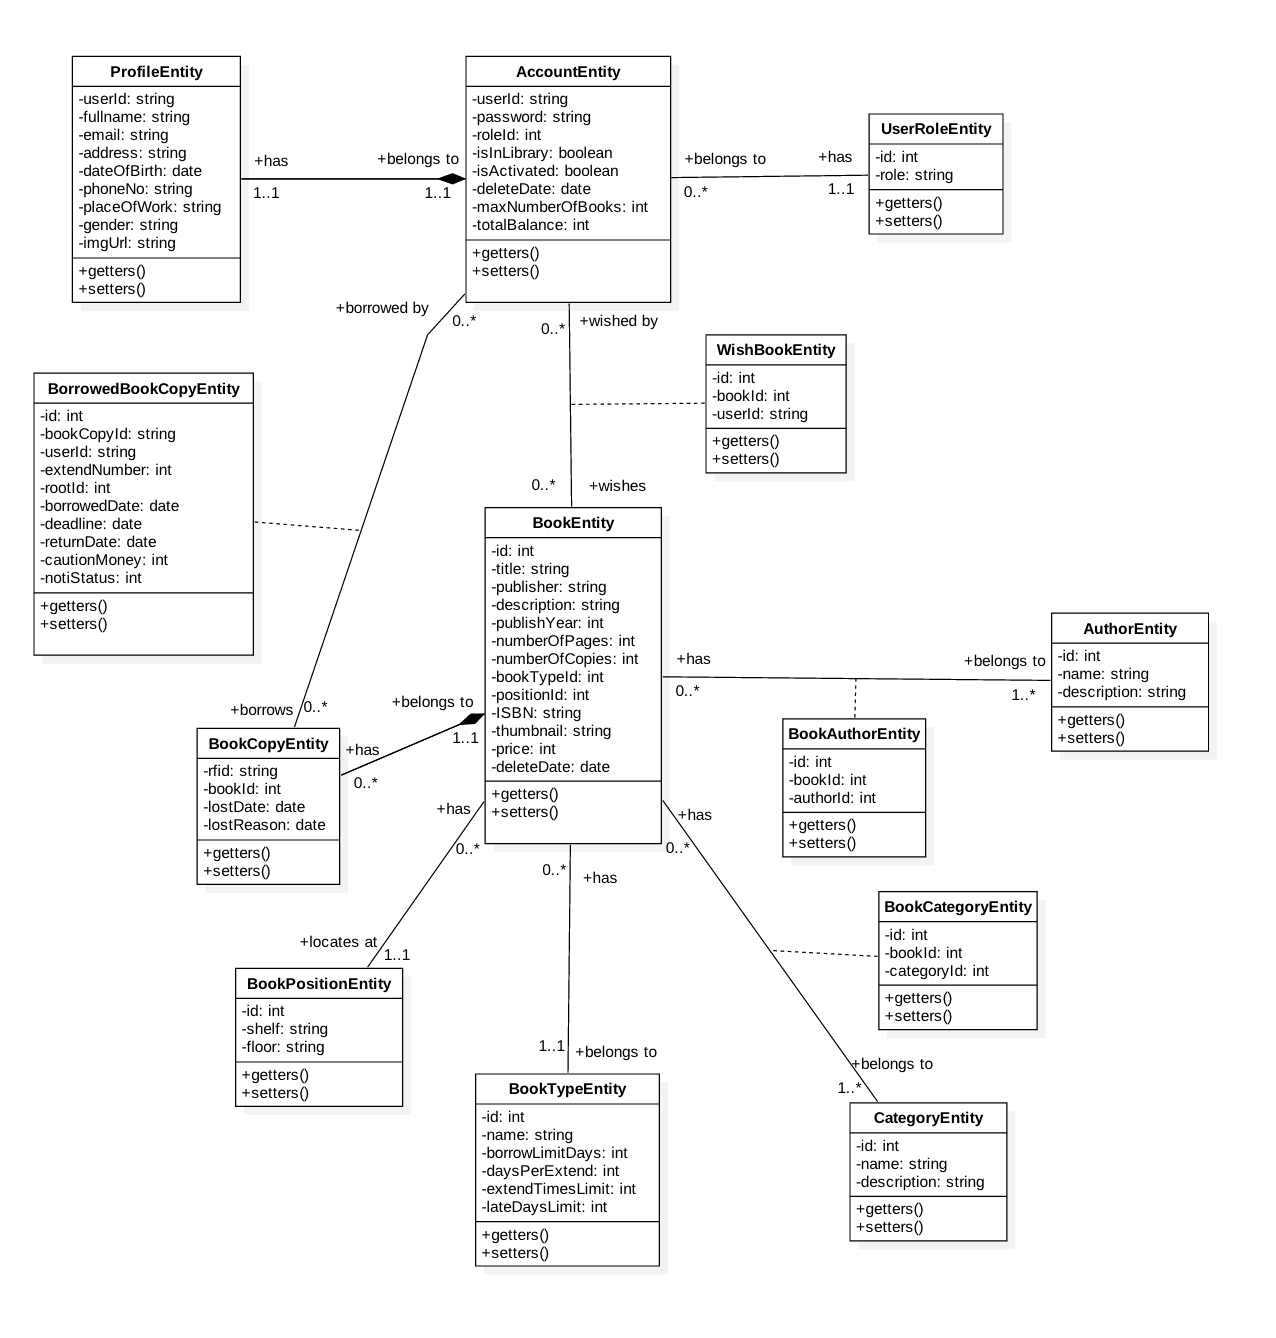 ProfileEntity
-userId: string
-fullname: string
-email: string
-address: string
-dateOfBirth: date
-phoneNo: string
-placeOfWork: string
-gender: string
-imgUrl: string
+getters()
+setters()
+has
1..1
+belongs to
1..1
AccountEntity
-userId: string
-password: string
-roleId: int
-isInLibrary: boolean
-isActivated: boolean
-deleteDate: date
-maxNumberOfBooks: int
-totalBalance: int
+getters()
+setters()
+belongs to
0..*
+has
1..1
UserRoleEntity
-id: int
-role: string
+getters()
+setters()
+borrowed by
0..*
0..*
+wished by
WishBookEntity
-id: int
-bookId: int
-userId: string
+getters()
+setters()
BorrowedBookCopyEntity
-id: int
-bookCopyId: string
-userId: string
-extendNumber: int
-rootId: int
-borrowedDate: date
-deadline: date
-returnDate: date
-cautionMoney: int
-notiStatus: int
+getters()
+setters()
0..*
+wishes
BookEntity
-id: int
-title: string
-publisher: string
-description: string
-publishYear: int
-numberOfPages: int
-numberOfCopies: int
-bookTypeId: int
-positionId: int
-ISBN: string
-thumbnail: string
-price: int
-deleteDate: date
+getters()
+setters()
+has
0..*
+belongs to
1..*
AuthorEntity
-id: int
-name: string
-description: string
+getters()
+setters()
BookAuthorEntity
-id: int
-bookId: int
-authorId: int
+getters()
+setters()
+borrows
0..*
+belongs to
1..1
+has
0..*
BookCopyEntity
-rfid: string
-bookId: int
-lostDate: date
-lostReason: date
+getters()
+setters()
+has
0..*
+locates at
1..1
BookPositionEntity
-id: int
-shelf: string
-floor: string
+getters()
+setters()
0..*
+has
1..1
+belongs to
BookTypeEntity
-id: int
-name: string
-borrowLimitDays: int
-daysPerExtend: int
-extendTimesLimit: int
-lateDaysLimit: int
+getters()
+setters()
+has
0..*
BookCategoryEntity
-id: int
-bookId: int
-categoryId: int
+getters()
+setters()
+belongs to
1..*
CategoryEntity
-id: int
-name: string
-description: string
+getters()
+setters()